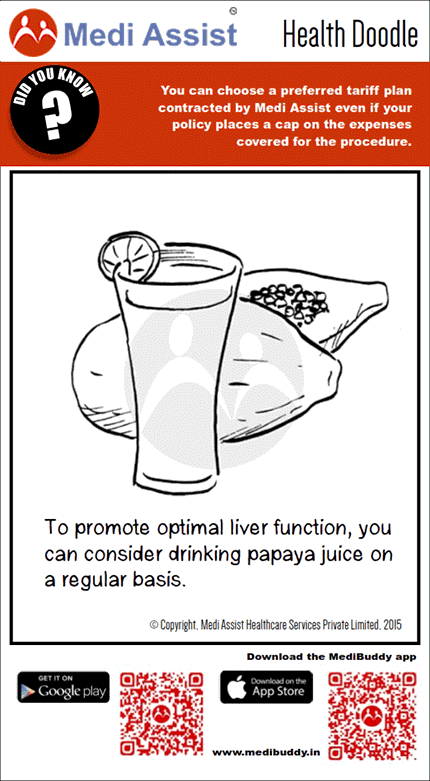 Medi Assist
®
Health Doodle
DID YOU KNOW
?
You can choose a preferred tariff plan
contracted by Medi Assist even if your
policy places a cap on the expenses
covered for the procedure.
To promote optimal liver function, you
can consider drinking papaya juice on
a regular basis.
© Copyright. Medi Assist Healthcare Services Private Limited. 2015
Download the MediBuddy app
GET IT ON
Google play
Download on the
App Store
www.medibuddy.in